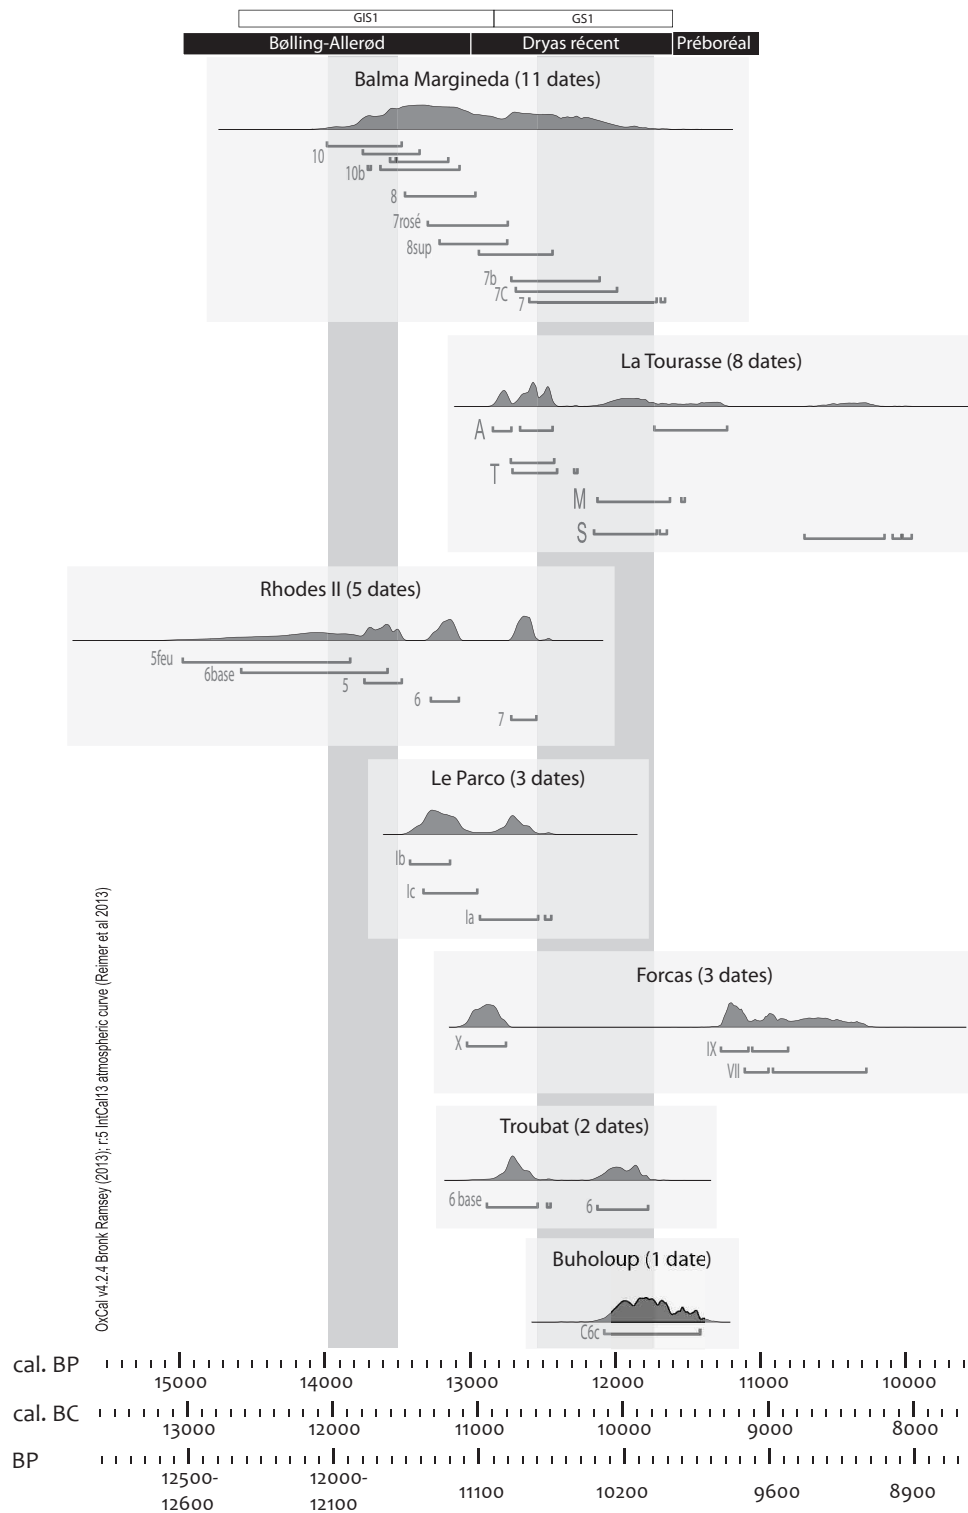 GIS1 GS1
Bølling-Allerød Dryas récent Préboréal
Balma Margineda (11 dates)
10
10b
8
7rosé
8sup
7b
7C
7
La Tourasse (8 dates)
A
T
M
S
Rhodes II (5 dates)
5feu
6base
5
6
7
Le Parco (3 dates)
Ib
Ic
Ia
Forcas (3 dates)
X
IX
VII
Troubat (2 dates)
6 base
6
Buholoup (1 date)
C6c
OxCal v4.2.4 Bronk Ramsey (2013); r:5 IntCal13 atmospheric curve (Reimer et al 2013)
cal. BP
15000 14000 13000 12000 11000 10000
cal. BC
13000 12000 11000 10000 9000 8000
BP
12500-12600 12000-12100 11100 10200 9600 8900